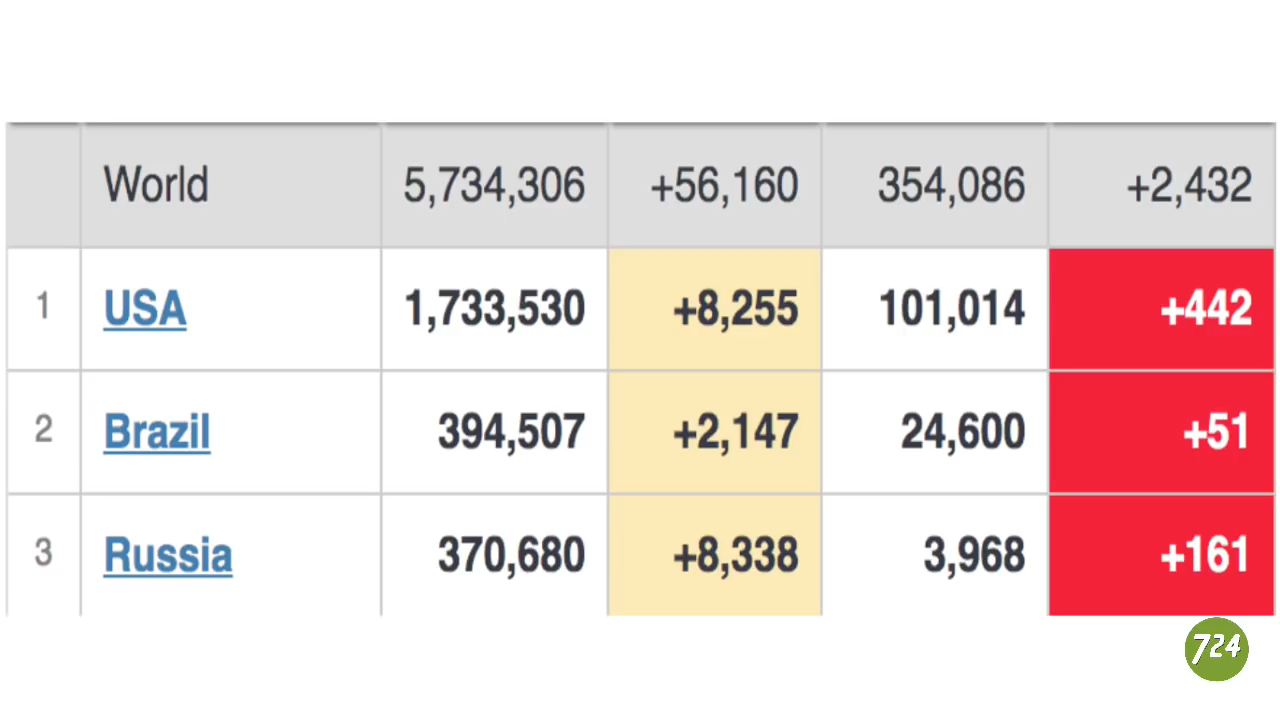 World 5,734,306 +56,160 354,086 +2,432
1 USA 1,733,530 +8,255 101,014 +442
2 Brazil 394,507 +2,147 24,600 +51
3 Russia 370,680 +8,338 3,968 +161
724